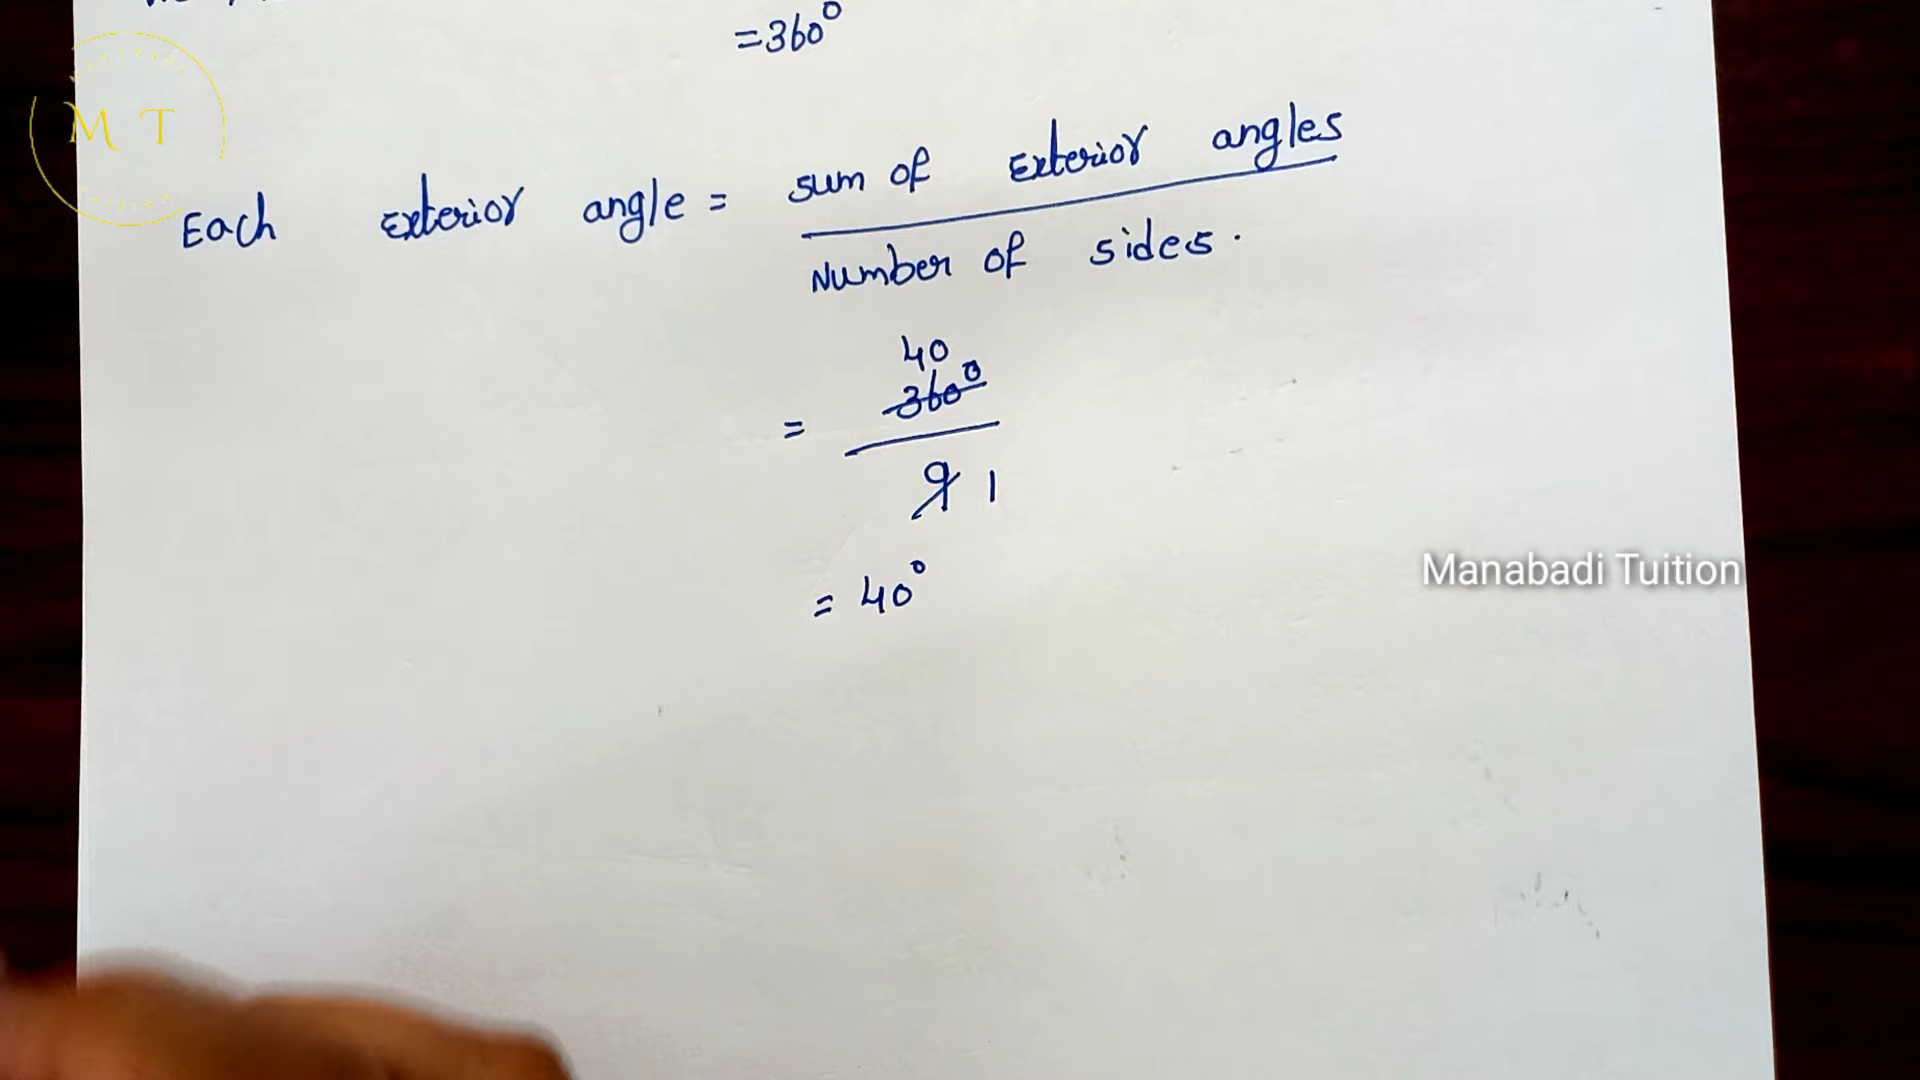 =360°
M T
Each exterior angle = sum of Exterior angles
Number of sides.
40
= 360°
9 1
= 40°
Manabadi Tuition